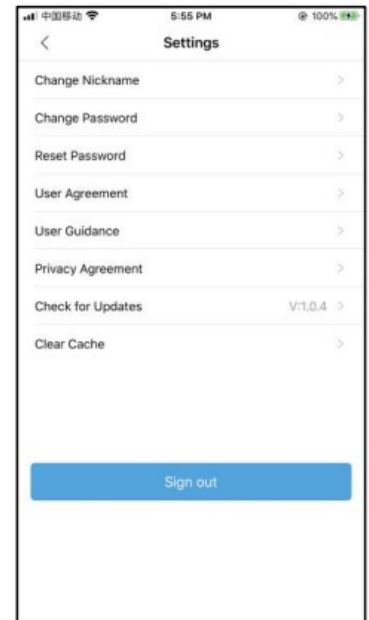 中国移动 5:55 PM 100%
Settings
Change Nickname
Change Password
Reset Password
User Agreement
User Guidance
Privacy Agreement
Check for Updates V:1.0.4
Clear Cache
Sign out